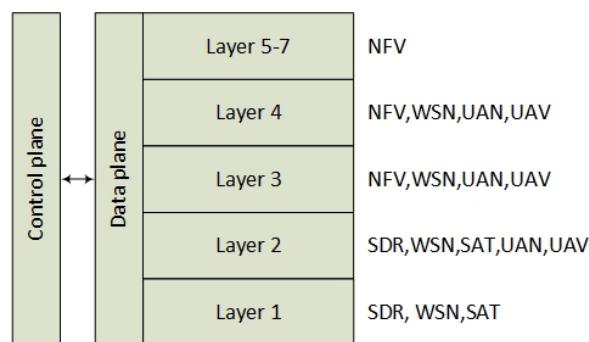 Control plane
Data plane
Layer 5-7
NFV
Layer 4
NFV,WSN,UAN,UAV
Layer 3
NFV,WSN,UAN,UAV
Layer 2
SDR,WSN,SAT,UAN,UAV
Layer 1
SDR, WSN,SAT